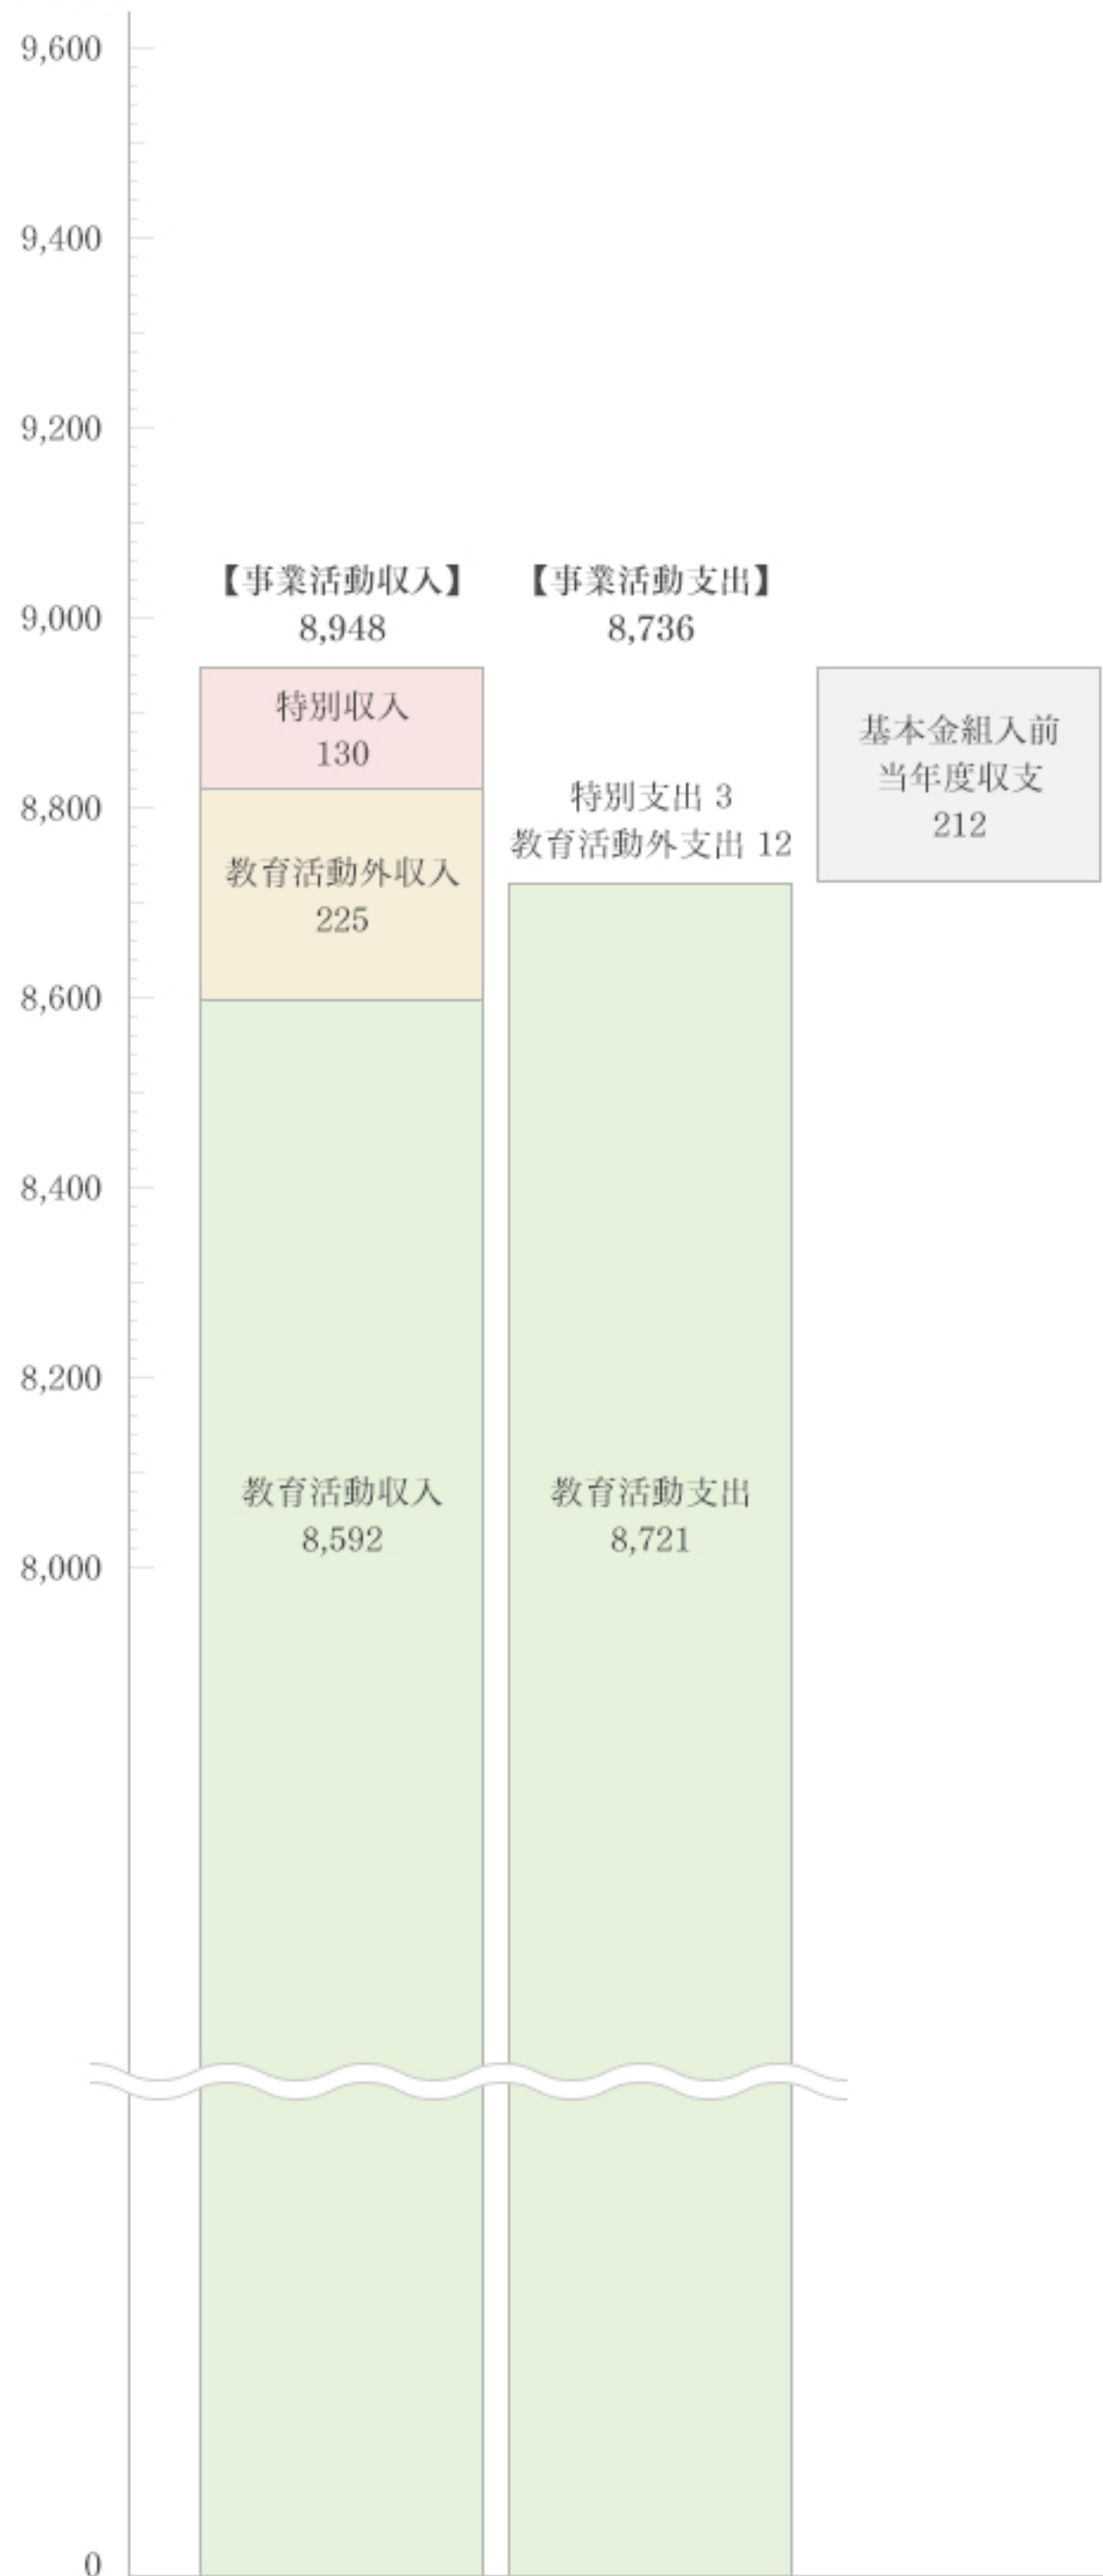 9,600
9,400
9,200
9,000
8,800
8,600
8,400
8,200
8,000
0
【事業活動収入】
8,948
特別収入
130
教育活動外収入
225
教育活動収入
8,592
【事業活動支出】
8,736
特別支出 3
教育活動外支出 12
教育活動支出
8,721
基本金組入前
当年度収支
212